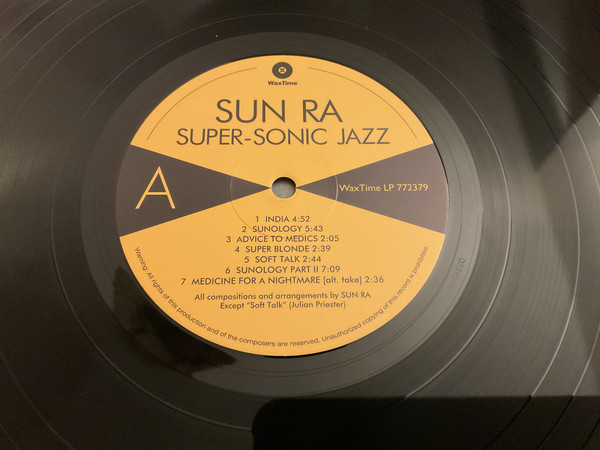 WaxTime
SUN RA
SUPER-SONIC JAZZ
A
WaxTime LP 772379
1 INDIA 4:52
2 SUNOLOGY 5:43
3 ADVICE TO MEDICS 2:05
4 SUPER BLONDE 2:39
5 SOFT TALK 2:44
6 SUNOLOGY PART II 7:09
7 MEDICINE FOR A NIGHTMARE [alt. take] 2:36
All compositions and arrangements by SUN RA
Except "Soft Talk" (Julian Priester)
Warning: All rights of this production and of the composers are reserved. Unauthorized copying of this record is prohibited.